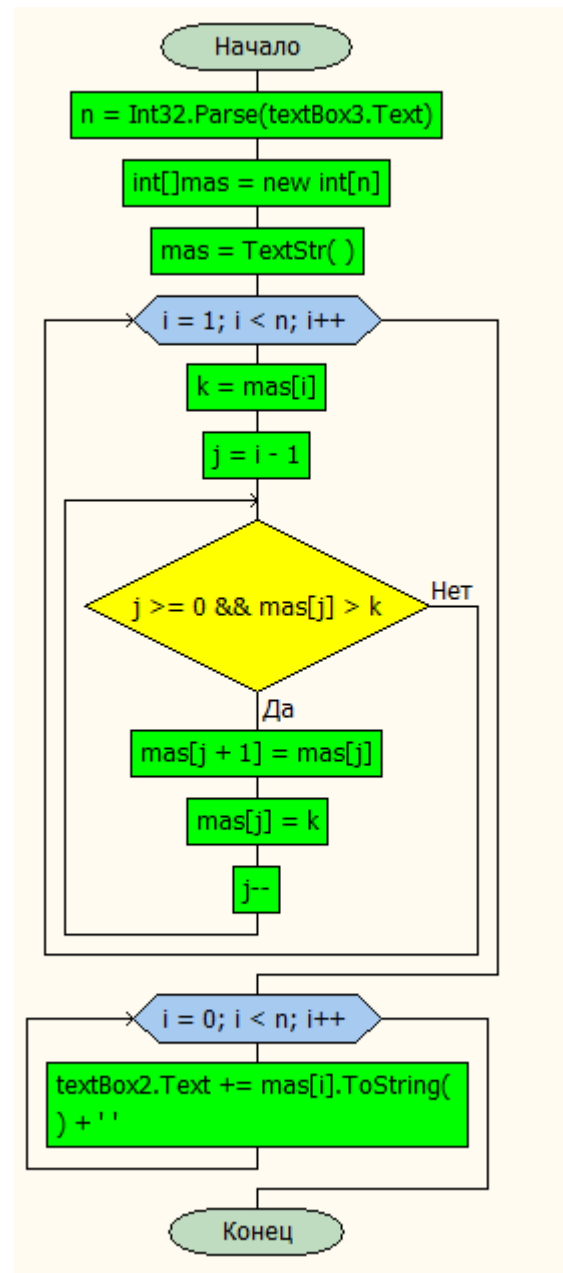 Начало
n = Int32.Parse(textBox3.Text)
int[]mas = new int[n]
mas = TextStr( )
i = 1; i < n; i++
k = mas[i]
j = i - 1
j >= 0 && mas[j] > k
Нет
Да
mas[j + 1] = mas[j]
mas[j] = k
j--
i = 0; i < n; i++
textBox2.Text += mas[i].ToString(
) + ' '
Конец